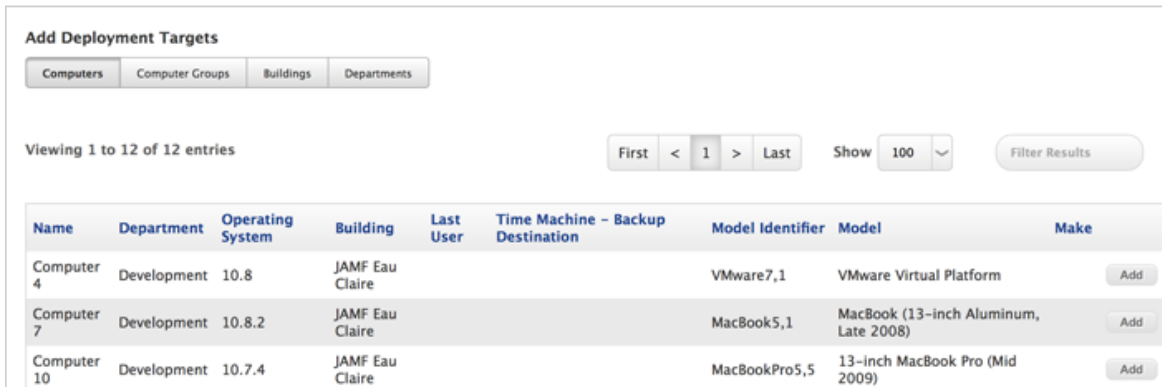 Add Deployment Targets
Computers Computer Groups Buildings Departments
Viewing 1 to 12 of 12 entries First < 1 > Last Show 100 Filter Results
Name Department Operating System Building Last User Time Machine – Backup Destination Model Identifier Model Make
Computer 4 Development 10.8 JAMF Eau Claire VMware7,1 VMware Virtual Platform Add
Computer 7 Development 10.8.2 JAMF Eau Claire MacBook5,1 MacBook (13-inch Aluminum, Late 2008) Add
Computer 10 Development 10.7.4 JAMF Eau Claire MacBookPro5,5 13-inch MacBook Pro (Mid 2009) Add